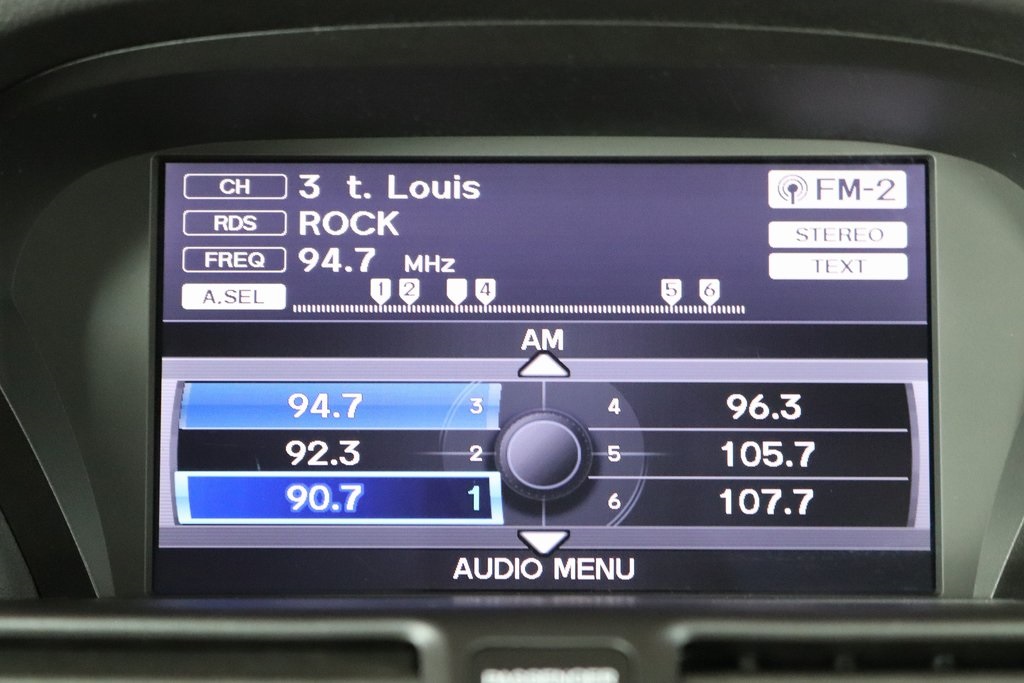 CH 3 t. Louis FM-2
RDS ROCK STEREO
FREQ 94.7 MHz TEXT
A.SEL 1 2 4 5 6
AM
94.7 3 4 96.3
92.3 2 5 105.7
90.7 1 6 107.7
AUDIO MENU
PASSENGER